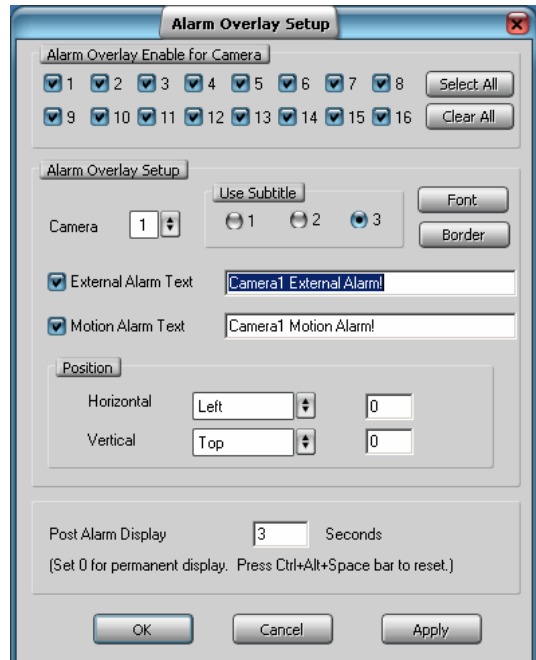 Alarm Overlay Setup
Alarm Overlay Enable for Camera
1 2 3 4 5 6 7 8 Select All
9 10 11 12 13 14 15 16 Clear All
Alarm Overlay Setup
Use Subtitle
Font
Camera 1 1 2 3
Border
External Alarm Text Camera1 External Alarm!
Motion Alarm Text Camera1 Motion Alarm!
Position
Horizontal Left 0
Vertical Top 0
Post Alarm Display 3 Seconds
(Set 0 for permanent display. Press Ctrl+Alt+Space bar to reset.)
OK Cancel Apply